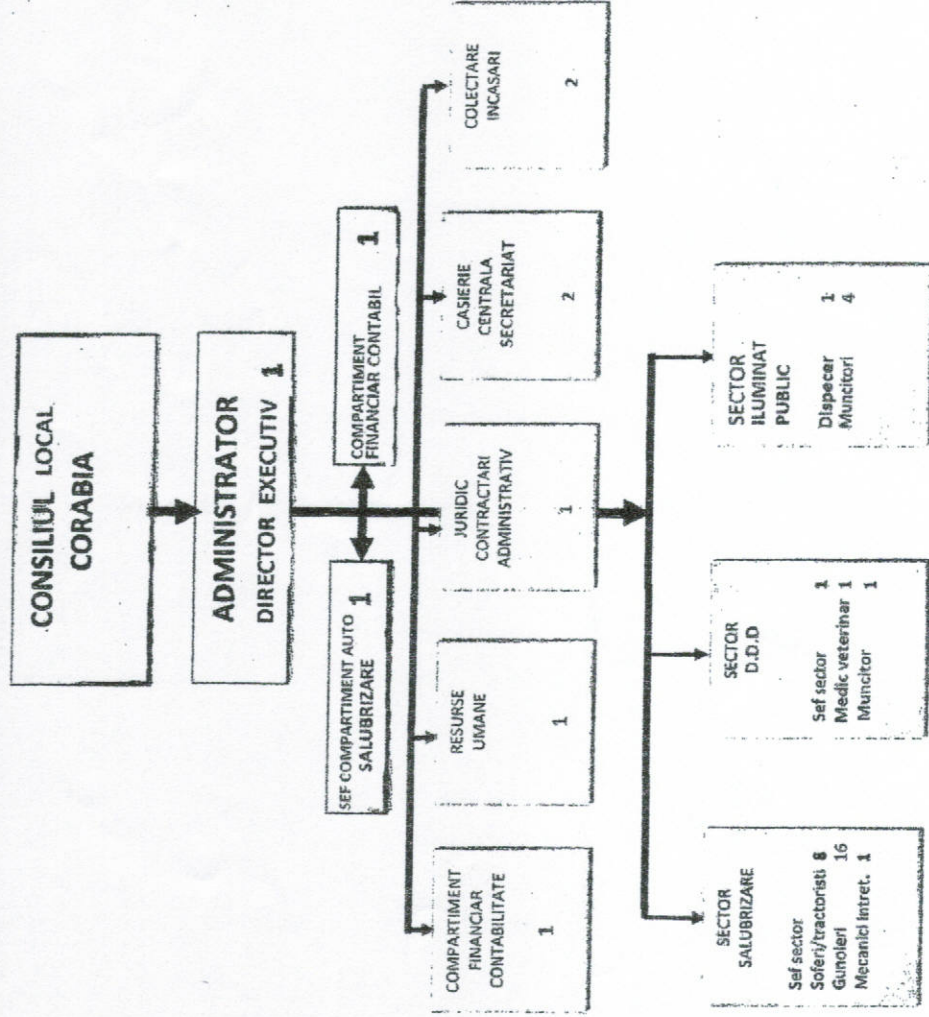 CONSILIUL LOCAL
CORABIA
ADMINISTRATOR
DIRECTOR EXECUTIV 1
SEF COMPARTIMENT AUTO
SALUBRIZARE 1
COMPARTIMENT
FINANCIAR CONTABIL 1
COMPARTIMENT
FINANCIAR
CONTABILITATE
1
RESURSE
UMANE
1
JURIDIC
CONTRACTARI
ADMINISTRATIV
1
CASIERIE
CENTRALA
SECRETARIAT
2
COLECTARE
INCASARI
2
SECTOR
SALUBRIZARE
Sef sector
Soferi/tractoristi 8
Gunoieri 16
Mecanici intret. 1
SECTOR
D.D.D
Sef sector 1
Medic veterinar 1
Muncitor 1
SECTOR
ILUMINAT
PUBLIC
Dispecer 1
Muncitori 4